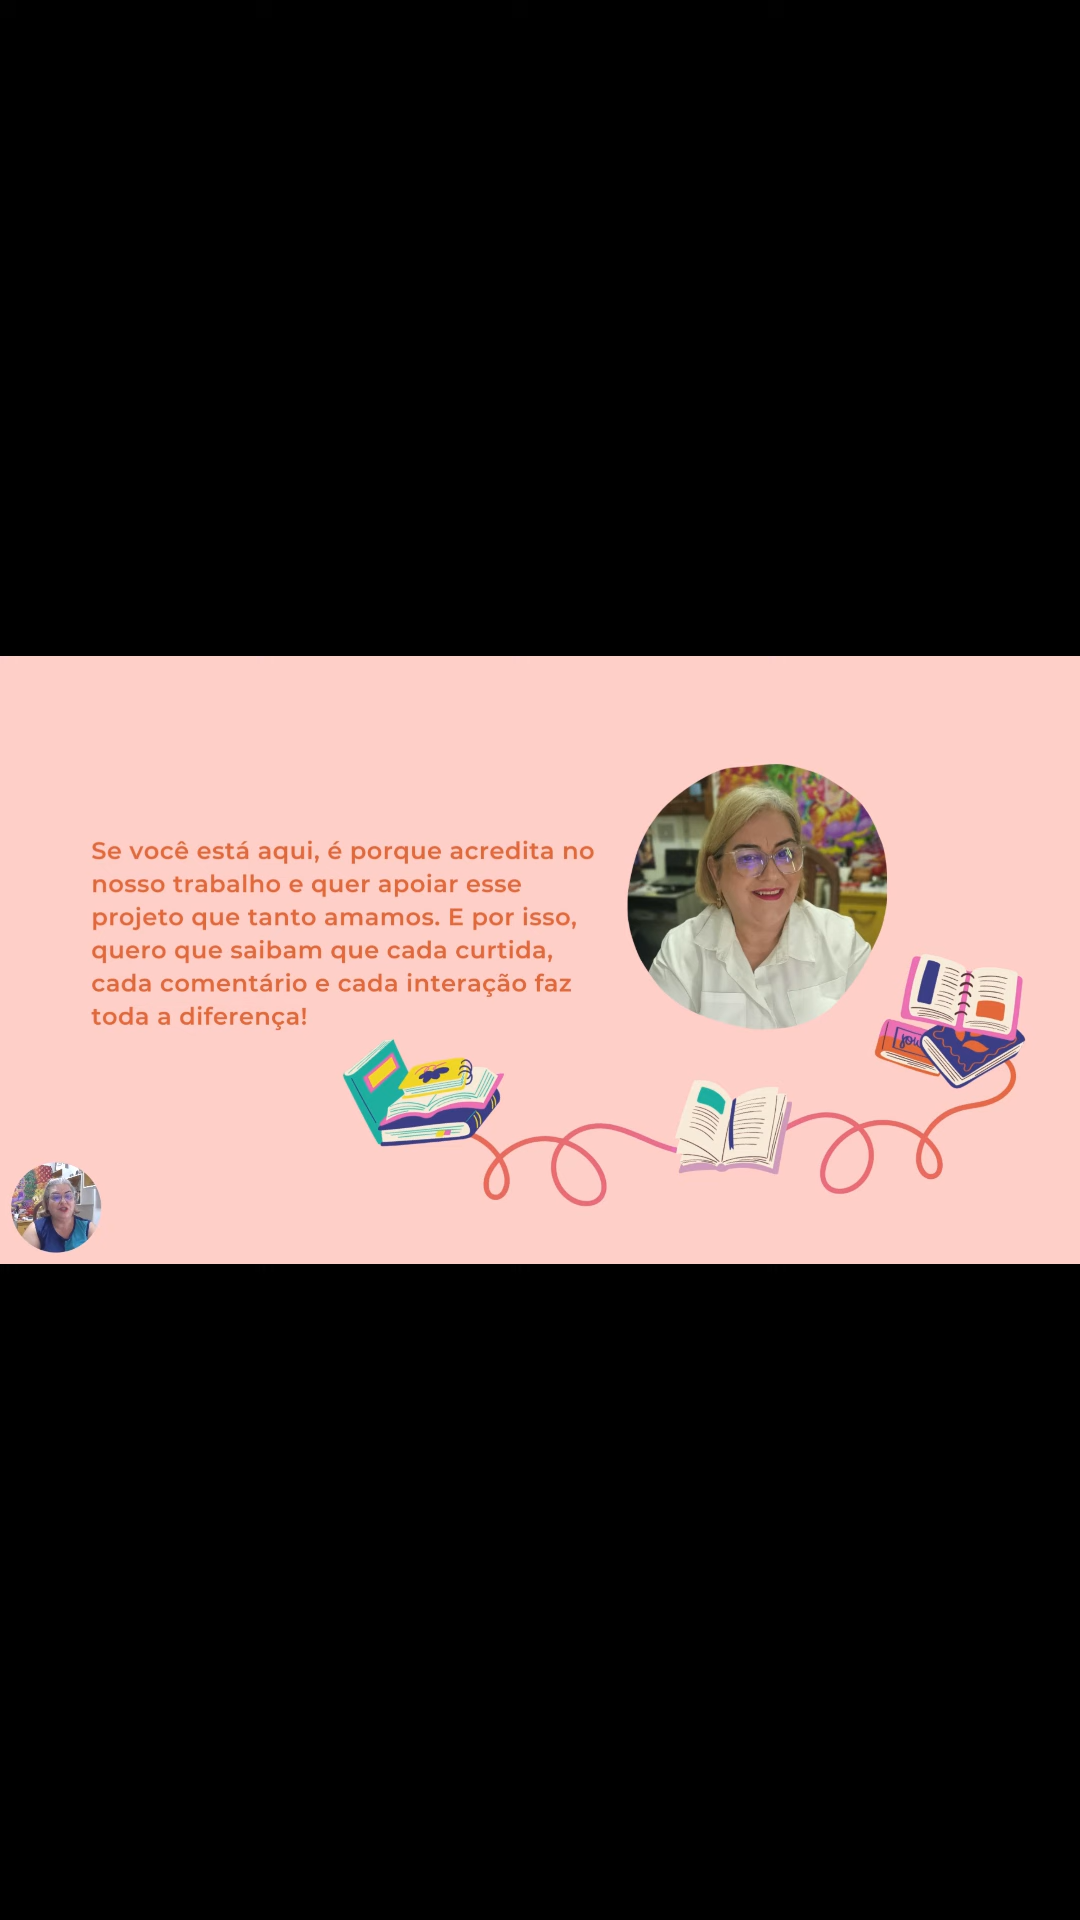 Se você está aqui, é porque acredita no
nosso trabalho e quer apoiar esse
projeto que tanto amamos. E por isso,
quero que saibam que cada curtida,
cada comentário e cada interação faz
toda a diferença!